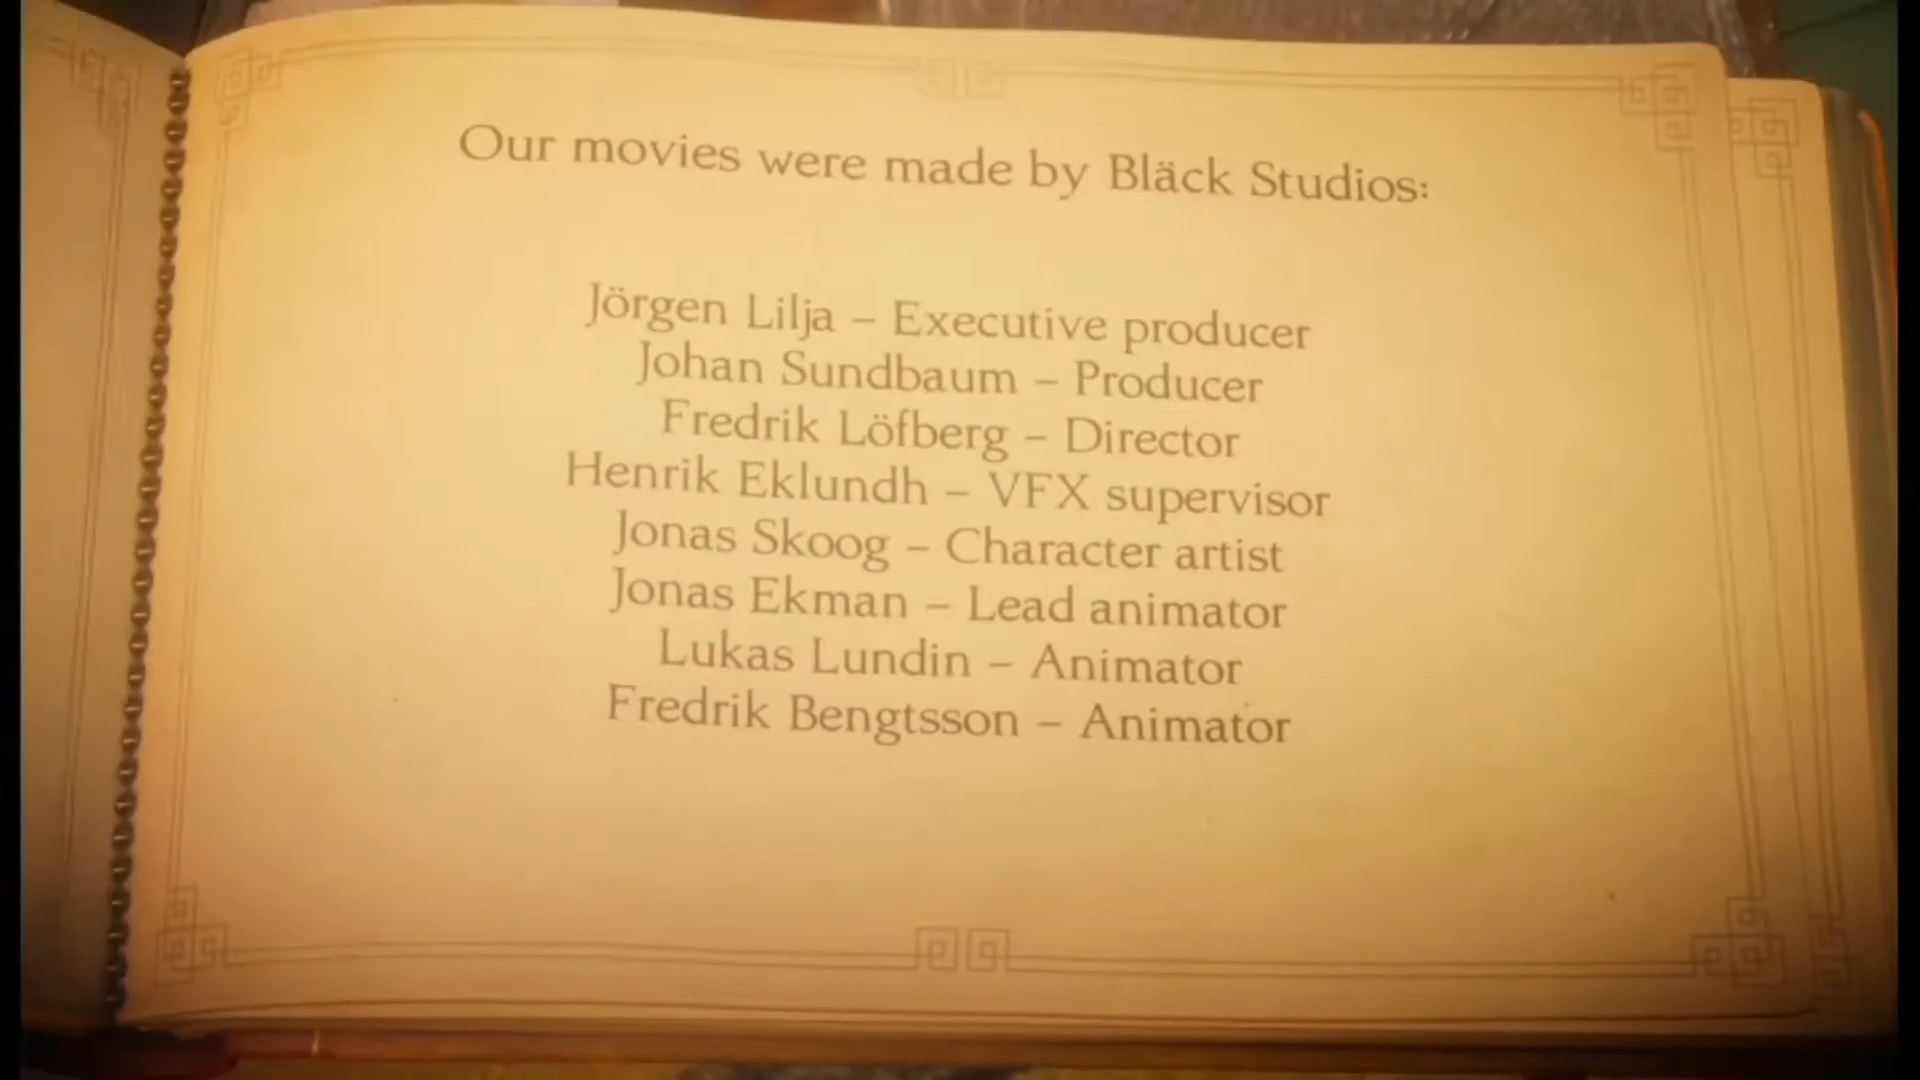 Our movies were made by Bläck Studios:
Jörgen Lilja – Executive producer
Johan Sundbaum – Producer
Fredrik Löfberg – Director
Henrik Eklundh – VFX supervisor
Jonas Skoog – Character artist
Jonas Ekman – Lead animator
Lukas Lundin – Animator
Fredrik Bengtsson – Animator